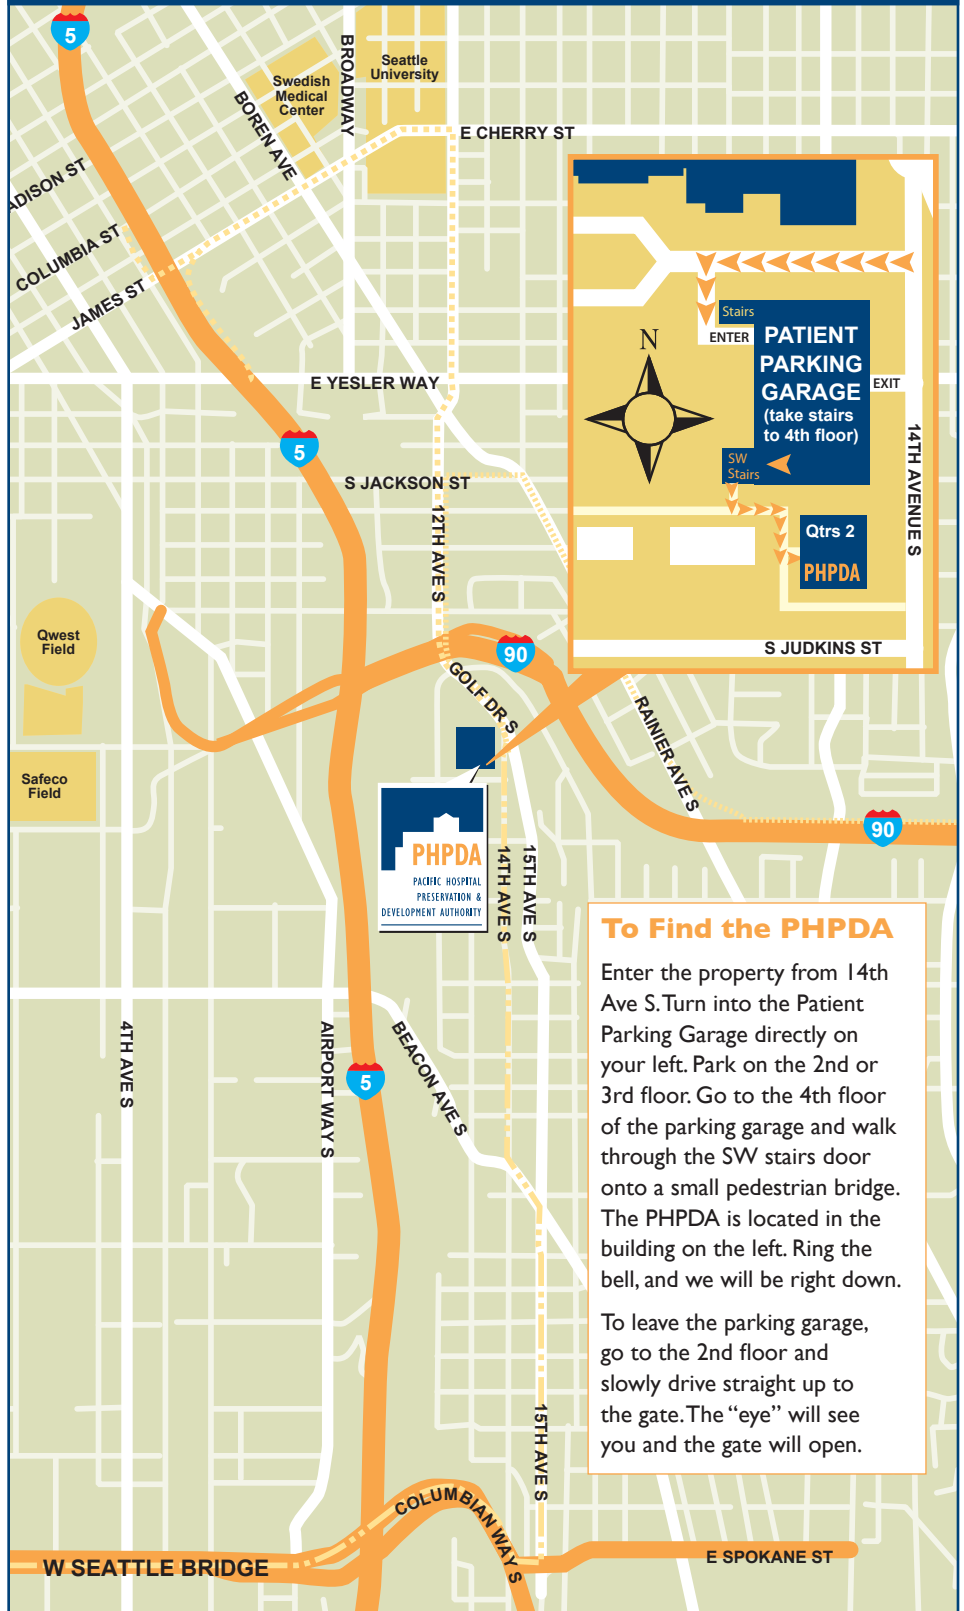 5
BROADWAY
Seattle
University
Swedish
Medical
Center
BOREN AVE
E CHERRY ST
ADISON ST
COLUMBIA ST
JAMES ST
E YESLER WAY
5
S JACKSON ST
12TH AVE S
Stairs
ENTER
PATIENT
PARKING
GARAGE
(take stairs
to 4th floor)
EXIT
N
SW
Stairs
14TH AVENUE S
Qtrs 2
PHPDA
S JUDKINS ST
Qwest
Field
90
GOLF DR S
RAINIER AVE S
Safeco
Field
90
PHPDA
PACIFIC HOSPITAL
PRESERVATION &
DEVELOPMENT AUTHORITY
14TH AVE S
15TH AVE S
To Find the PHPDA
Enter the property from 14th
Ave S. Turn into the Patient
Parking Garage directly on
your left. Park on the 2nd or
3rd floor. Go to the 4th floor
of the parking garage and walk
through the SW stairs door
onto a small pedestrian bridge.
The PHPDA is located in the
building on the left. Ring the
bell, and we will be right down.
To leave the parking garage,
go to the 2nd floor and
slowly drive straight up to
the gate. The “eye” will see
you and the gate will open.
4TH AVE S
AIRPORT WAY S
BEACON AVE S
5
15TH AVE S
COLUMBIAN WAY S
W SEATTLE BRIDGE
E SPOKANE ST